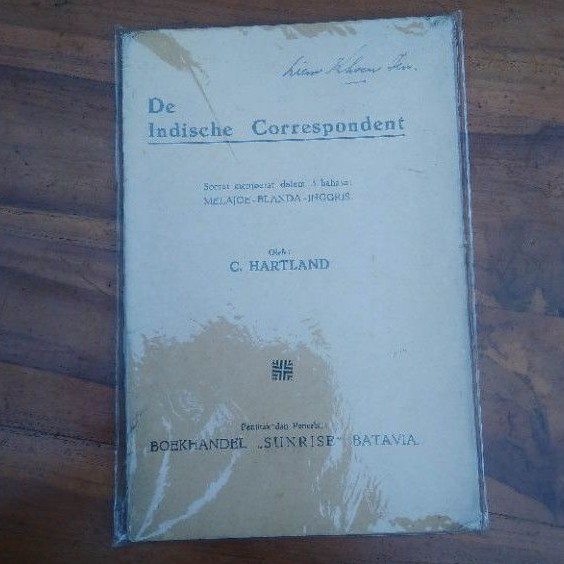 De
Indische Correspondent
Soerat menjoerat dalem 3 bahasa:
MELAJOE-BLANDA-INGGRIS.
Oleh:
C. HARTLAND
BOEKHANDEL „SUNRISE" BATAVIA.